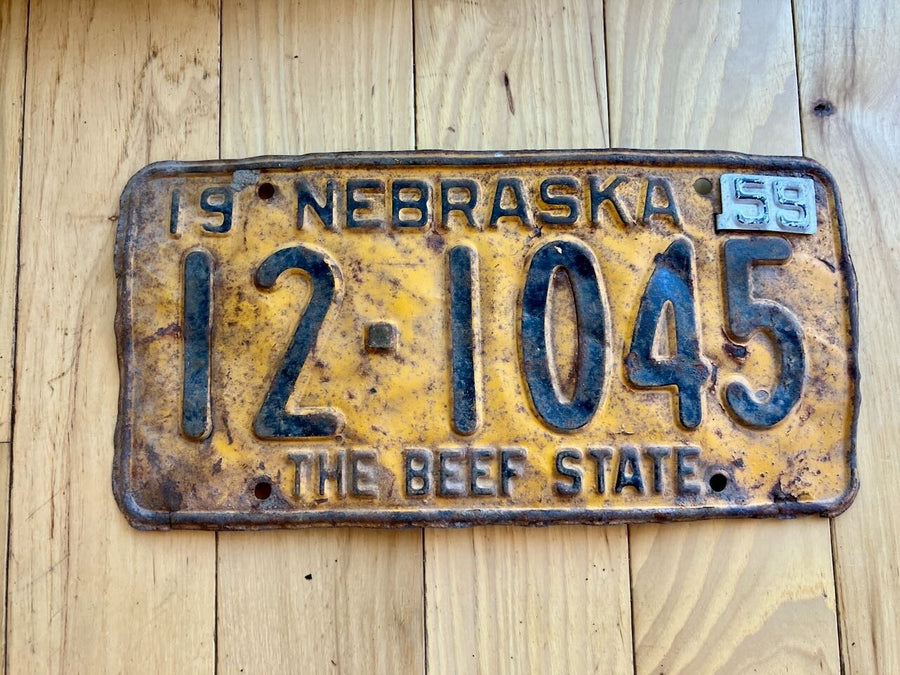 19 NEBRASKA 59
12·1045
THE BEEF STATE